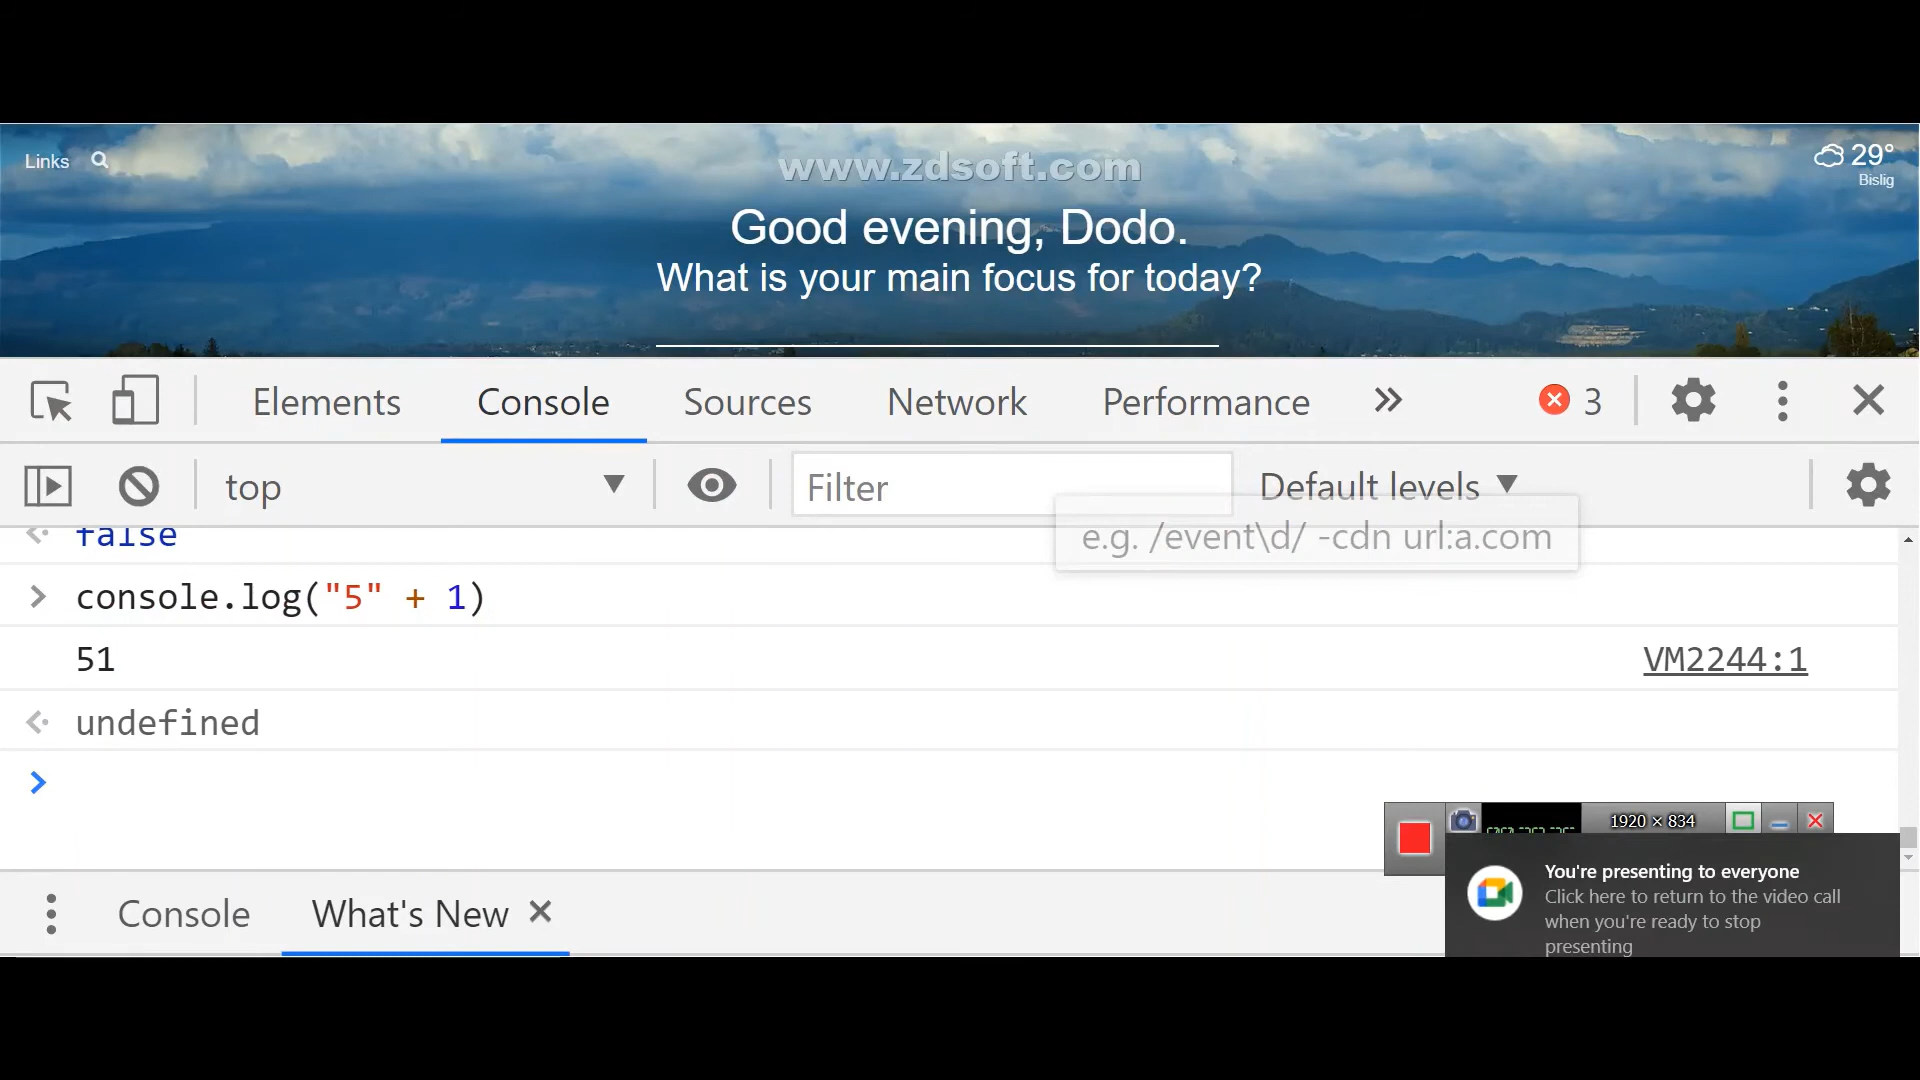 Links
www.zdsoft.com
29°
Bislig
Good evening, Dodo.
What is your main focus for today?
Elements Console Sources Network Performance » 3
top Filter Default levels
e.g. /event\d/ -cdn url:a.com
false
console.log("5" + 1)
51 VM2244:1
undefined
1920 × 834
You're presenting to everyone
Click here to return to the video call
when you're ready to stop
presenting
Console What's New